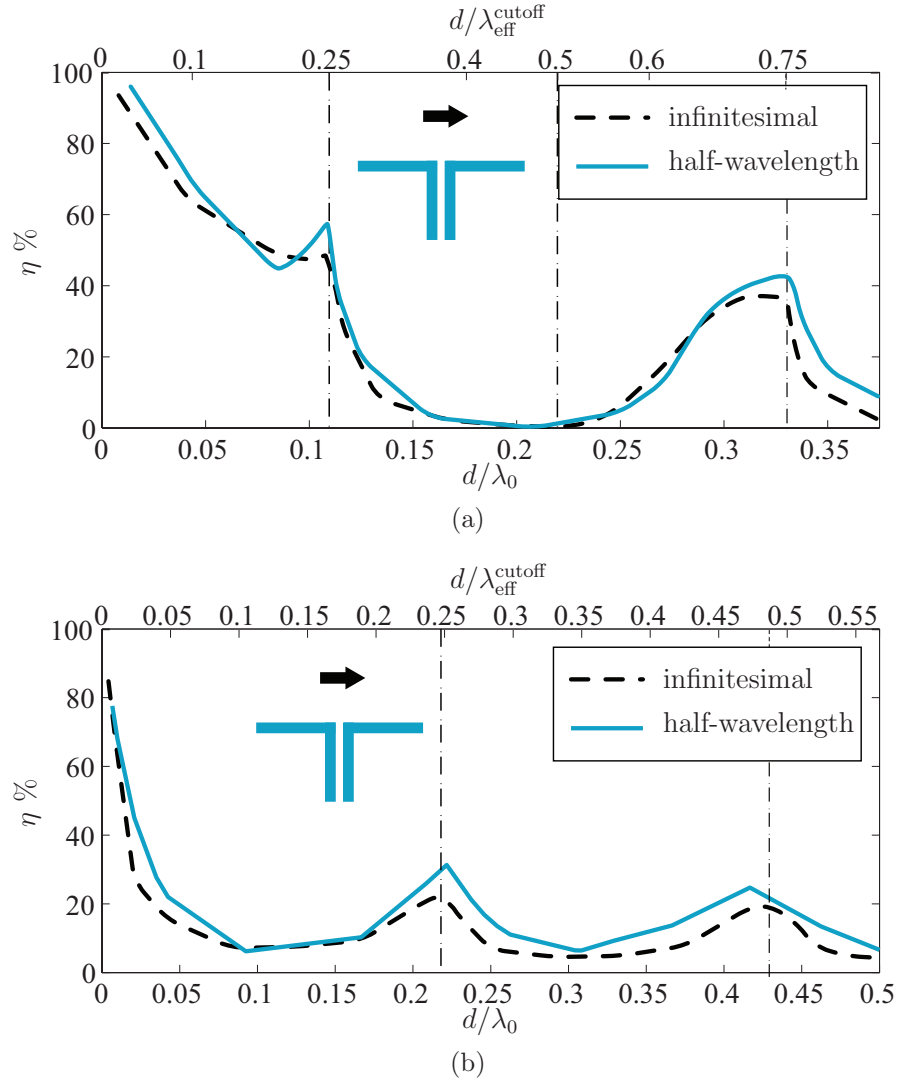 d/λ_eff^cutoff
0 0.1 0.25 0.4 0.5 0.6 0.75
100
80
60
40
20
0
η %
infinitesimal
half-wavelength
0 0.05 0.1 0.15 0.2 0.25 0.3 0.35
d/λ₀
(a)
d/λ_eff^cutoff
0 0.05 0.1 0.15 0.2 0.25 0.3 0.35 0.4 0.45 0.5 0.55
100
80
60
40
20
0
η %
infinitesimal
half-wavelength
0 0.05 0.1 0.15 0.2 0.25 0.3 0.35 0.4 0.45 0.5
d/λ₀
(b)